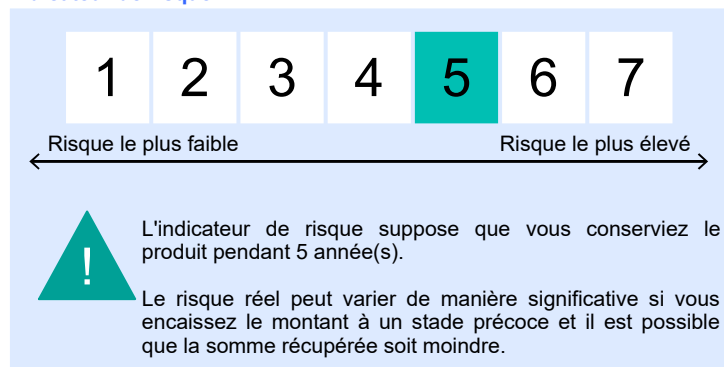 1 2 3 4 5 6 7
Risque le plus faible Risque le plus élevé
!
L'indicateur de risque suppose que vous conserviez le
produit pendant 5 année(s).
Le risque réel peut varier de manière significative si vous
encaissez le montant à un stade précoce et il est possible
que la somme récupérée soit moindre.